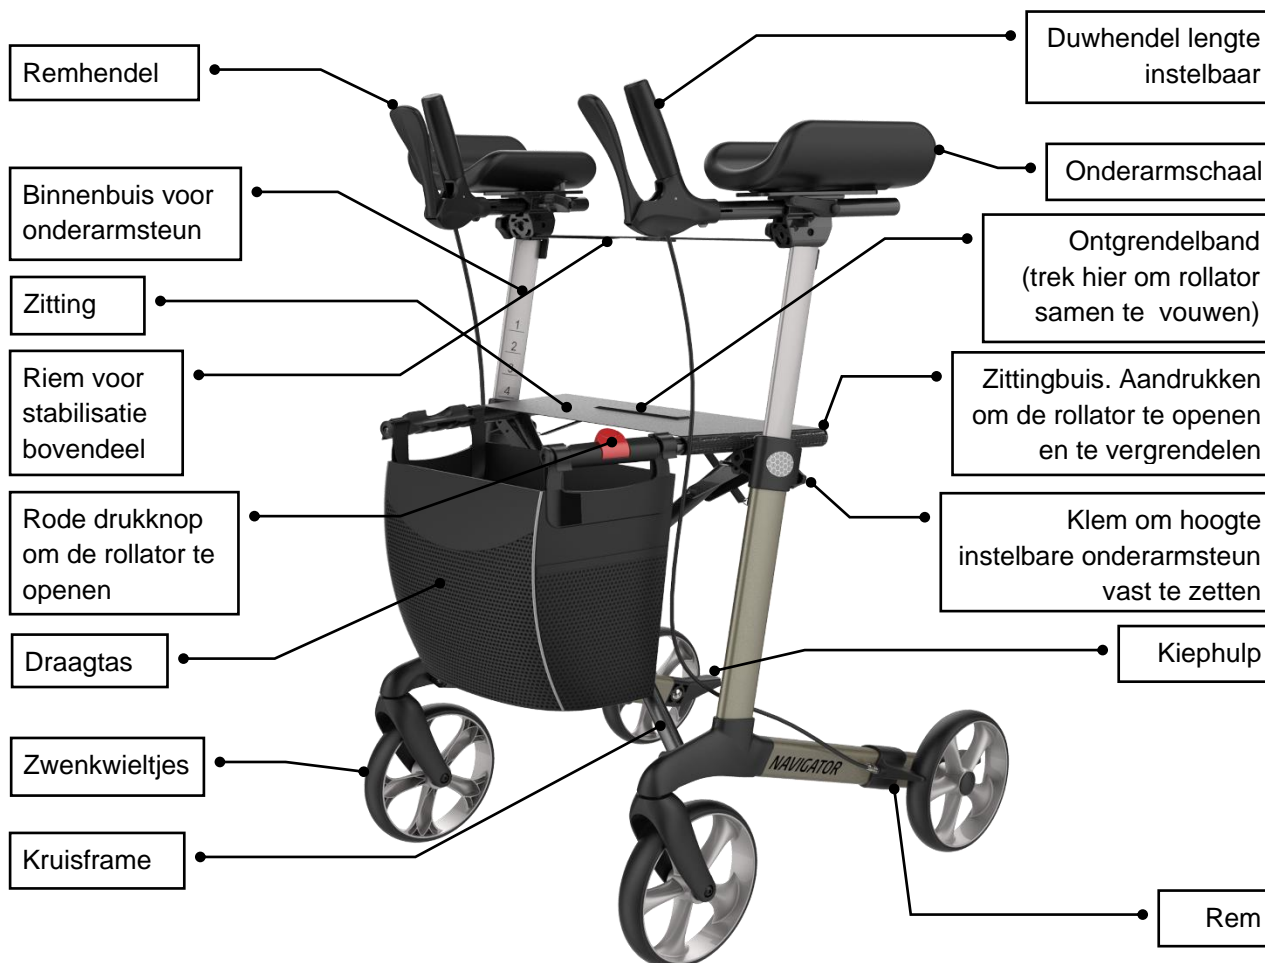 Remhendel
Binnenbuis voor
onderarmsteun
Zitting
Riem voor
stabilisatie
bovendeel
Rode drukknop
om de rollator te
openen
Draagtas
Zwenkwieltjes
Kruisframe
Duwhendel lengte
instelbaar
Onderarmschaal
Ontgrendelband
(trek hier om rollator
samen te vouwen)
Zittingbuis. Aandrukken
om de rollator te openen
en te vergrendelen
Klem om hoogte
instelbare onderarmsteun
vast te zetten
Kiephulp
Rem
1
2
3
4
NAVIGATOR